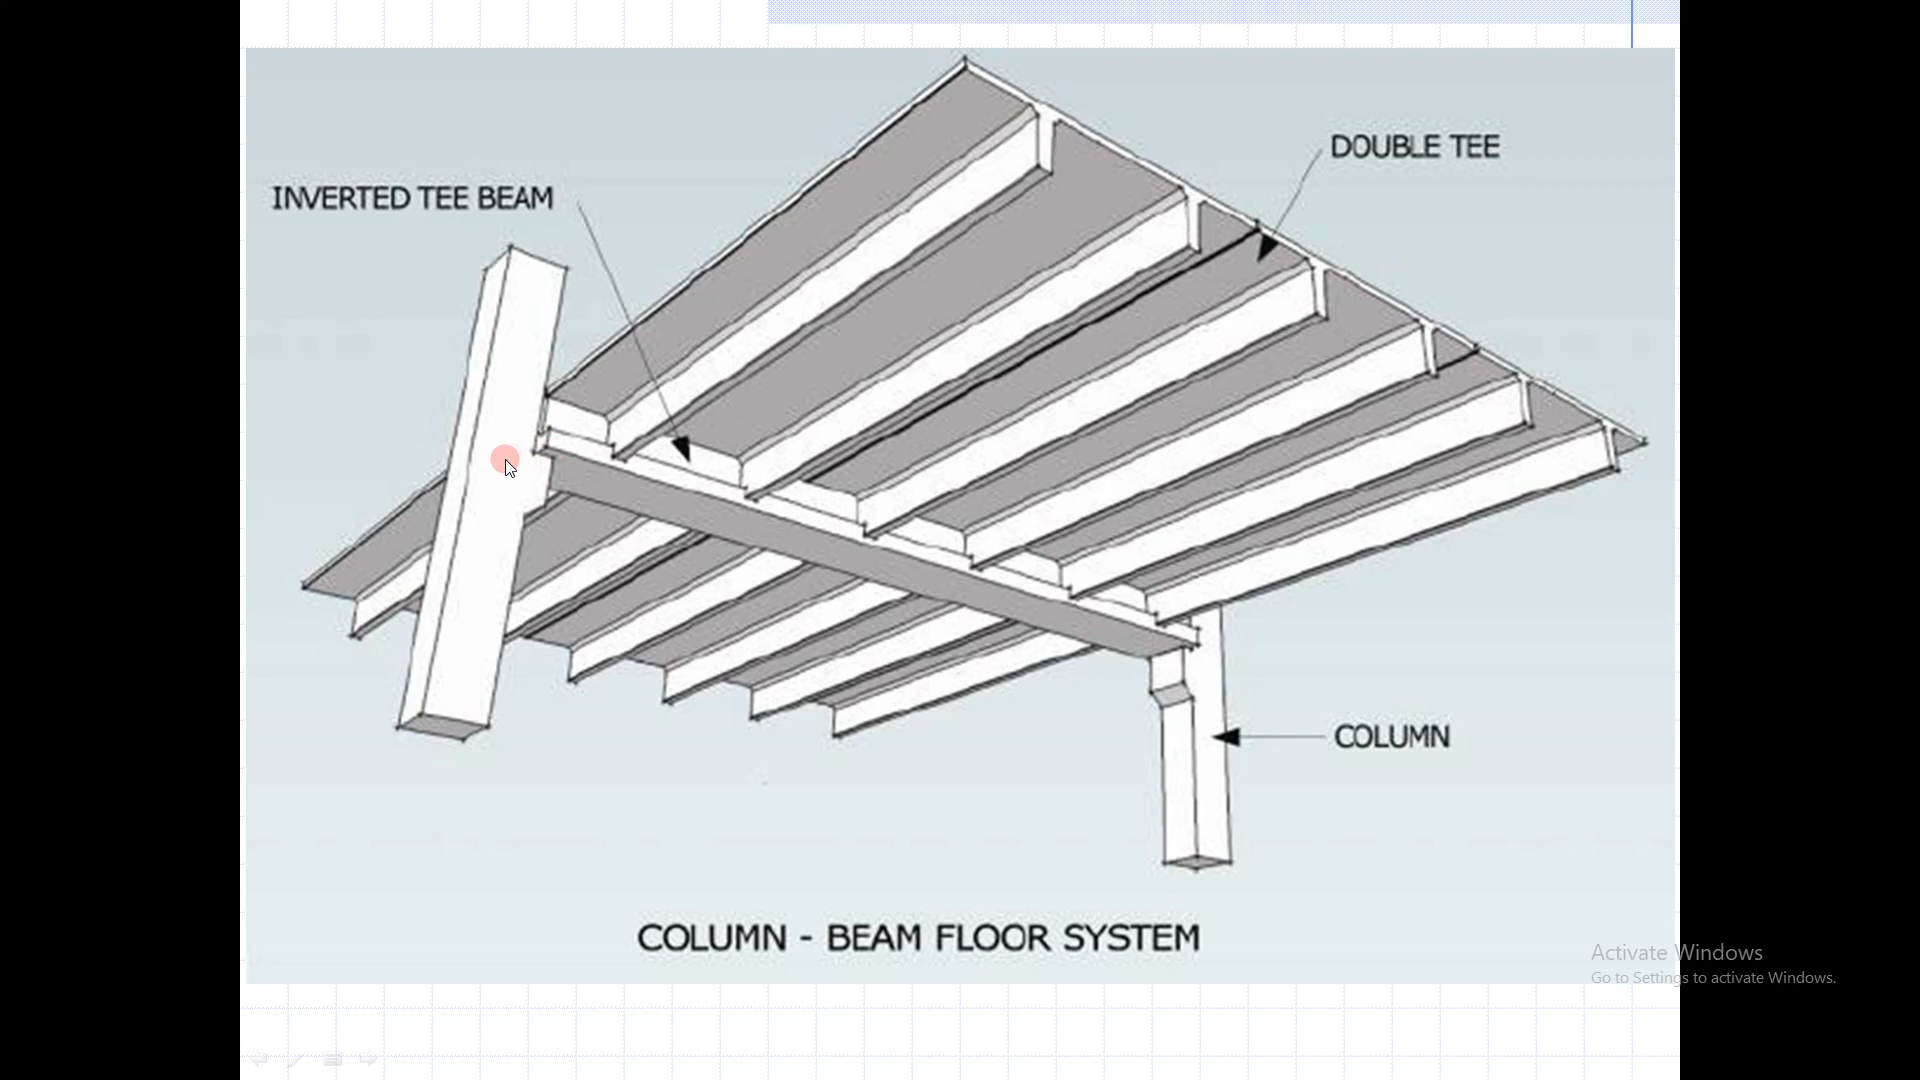 DOUBLE TEE
INVERTED TEE BEAM
COLUMN
COLUMN - BEAM FLOOR SYSTEM
Activate Windows
Go to Settings to activate Windows.